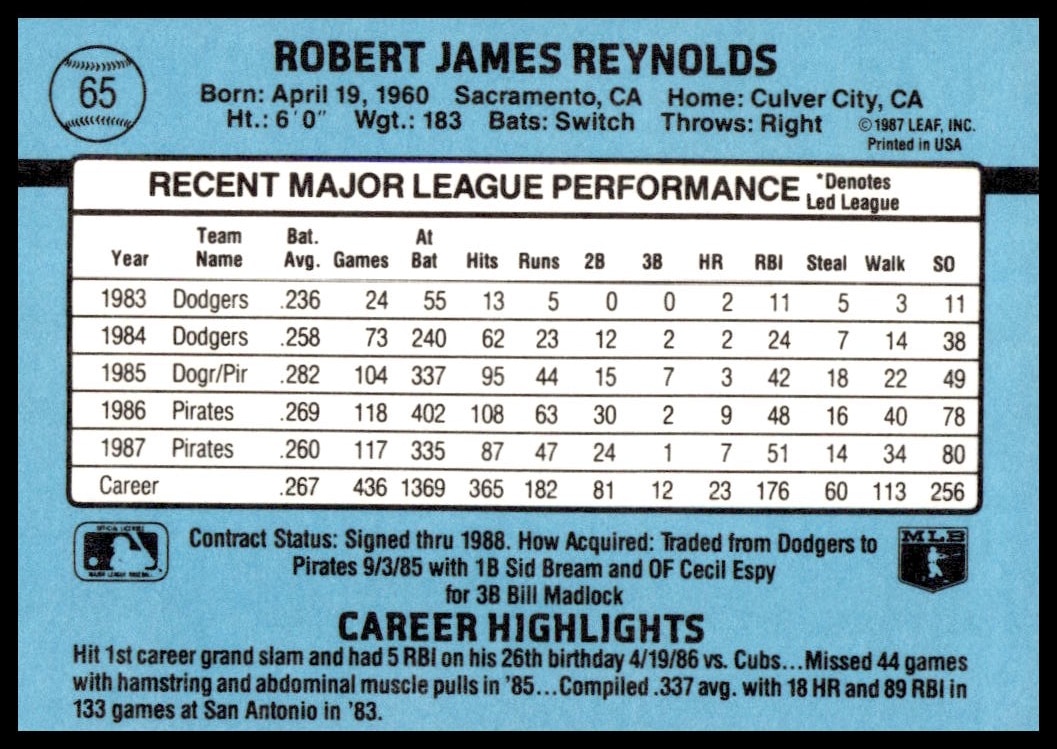 65
ROBERT JAMES REYNOLDS
Born: April 19, 1960 Sacramento, CA Home: Culver City, CA
Ht.: 6'0" Wgt.: 183 Bats: Switch Throws: Right ©1987 LEAF, INC.
Printed in USA
RECENT MAJOR LEAGUE PERFORMANCE *Denotes
Led League
Year Team Name Bat. Avg. Games At Bat Hits Runs 2B 3B HR RBI Steal Walk SO
1983 Dodgers .236 24 55 13 5 0 0 2 11 5 3 11
1984 Dodgers .258 73 240 62 23 12 2 2 24 7 14 38
1985 Dogr/Pir .282 104 337 95 44 15 7 3 42 18 22 49
1986 Pirates .269 118 402 108 63 30 2 9 48 16 40 78
1987 Pirates .260 117 335 87 47 24 1 7 51 14 34 80
Career .267 436 1369 365 182 81 12 23 176 60 113 256
Contract Status: Signed thru 1988. How Acquired: Traded from Dodgers to
Pirates 9/3/85 with 1B Sid Bream and OF Cecil Espy
for 3B Bill Madlock
MLB
CAREER HIGHLIGHTS
Hit 1st career grand slam and had 5 RBI on his 26th birthday 4/19/86 vs. Cubs...Missed 44 games
with hamstring and abdominal muscle pulls in '85...Compiled .337 avg. with 18 HR and 89 RBI in
133 games at San Antonio in '83.